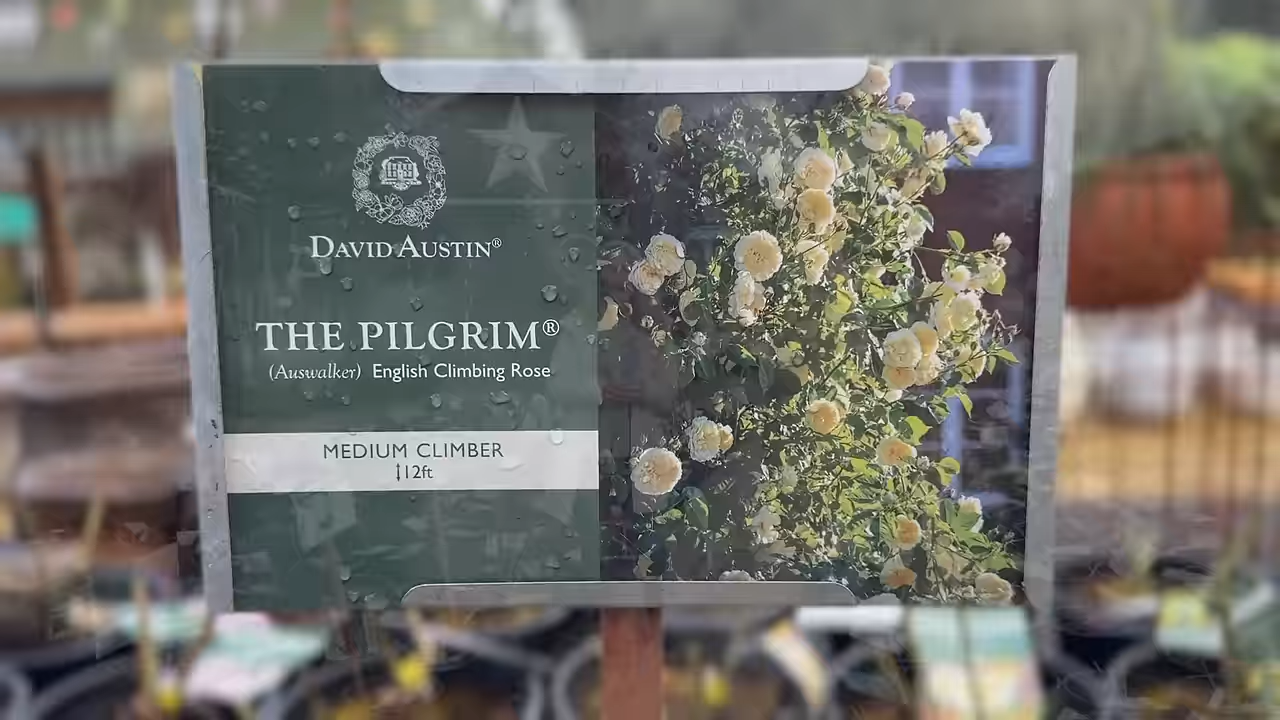 DAVID AUSTIN®
THE PILGRIM®
(Auswalker) English Climbing Rose
MEDIUM CLIMBER
12ft